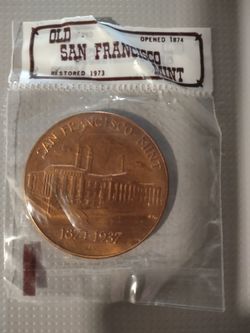 OLD
OPENED 1874
SAN FRANCISCO
RESTORED 1973
MINT
SAN FRANCISCO MINT
1874-1937